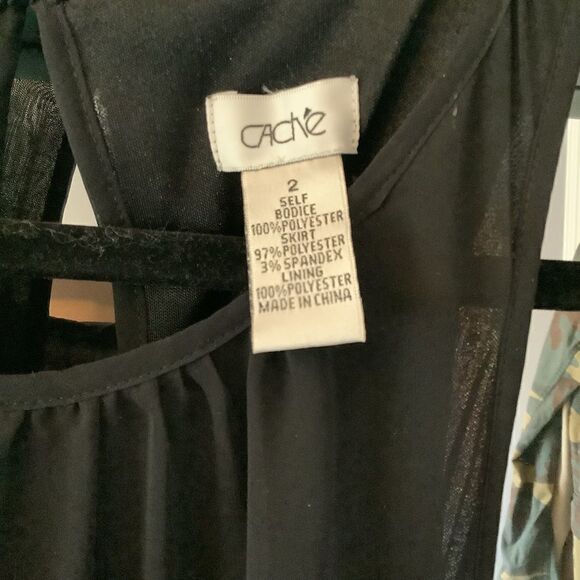 CACHÉ
2
SELF
BODICE
100%POLYESTER
SKIRT
97%POLYESTER
3% SPANDEX
LINING
100%POLYESTER
MADE IN CHINA